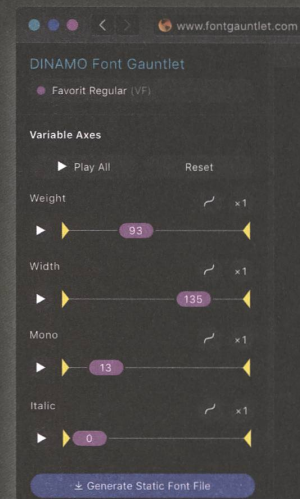 www.fontgauntlet.com
DINAMO Font Gauntlet
Favorit Regular (VF)
Variable Axes
Play All Reset
Weight ×1
93
Width ×1
135
Mono ×1
13
Italic ×1
0
Generate Static Font File